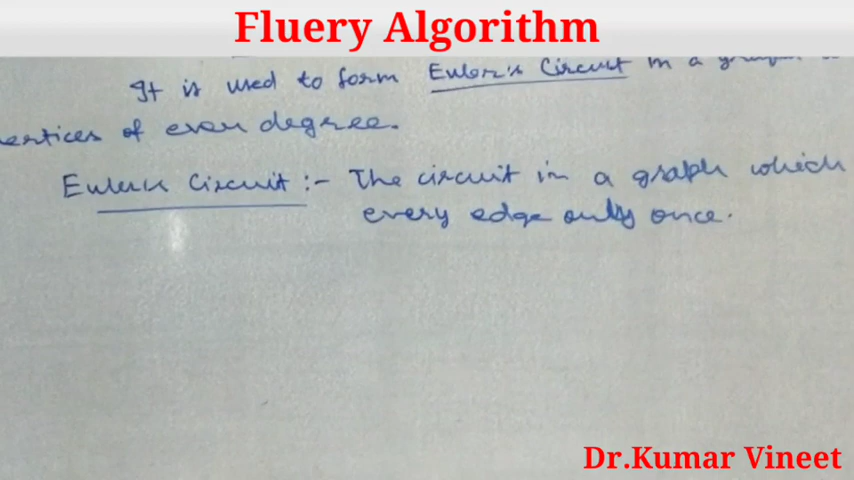 Fluery Algorithm
It is used to form Euler's Circuit in a graph
vertices of even degree.
Euler's Circuit :- The circuit in a graph which
every edge only once.
Dr.Kumar Vineet